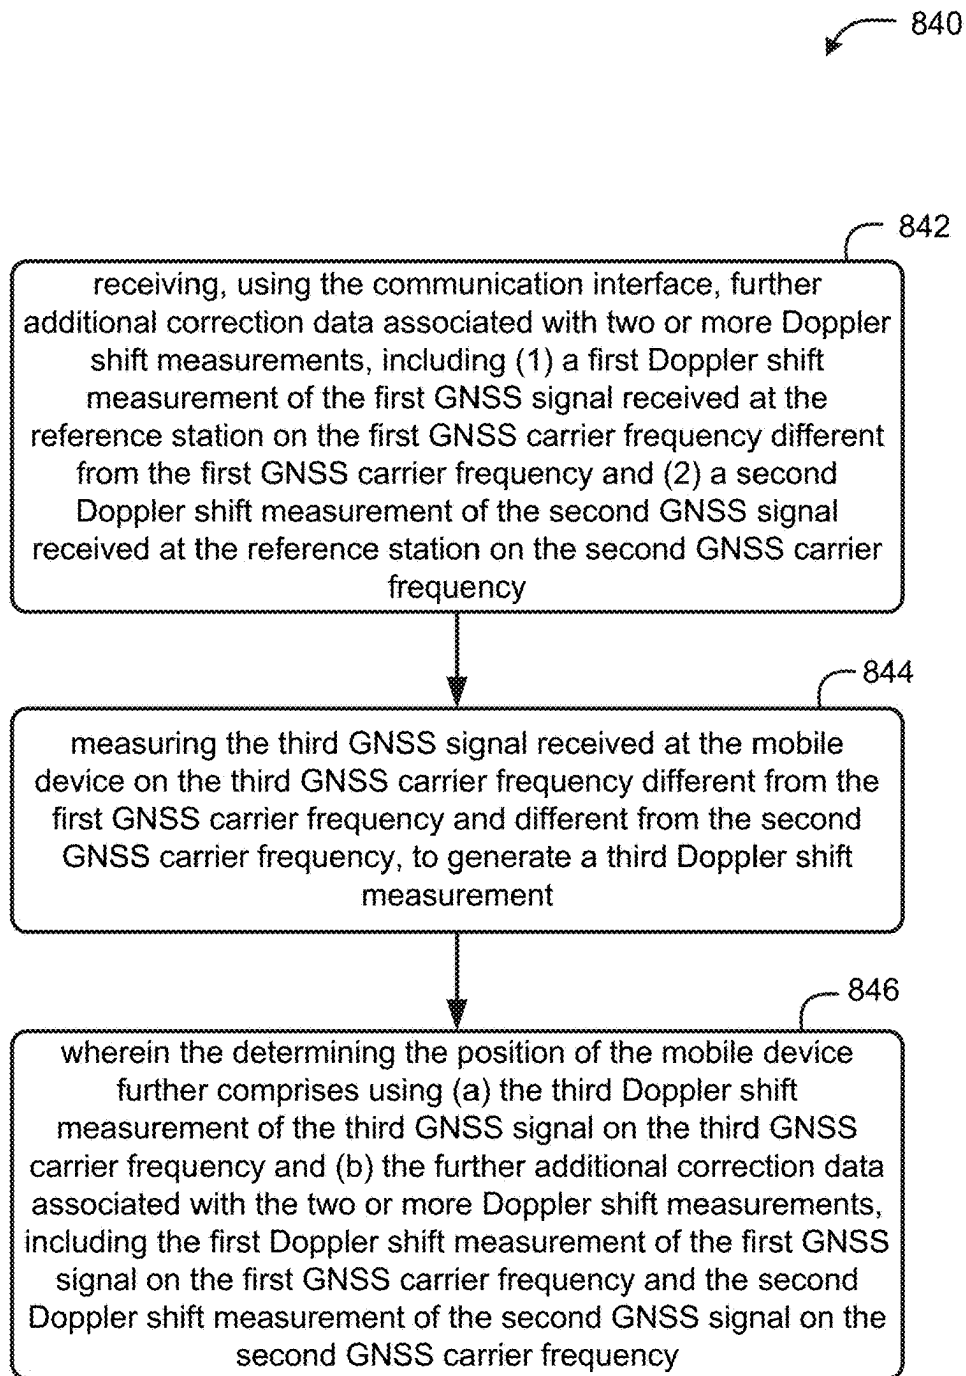 840
842
receiving, using the communication interface, further
additional correction data associated with two or more Doppler
shift measurements, including (1) a first Doppler shift
measurement of the first GNSS signal received at the
reference station on the first GNSS carrier frequency different
from the first GNSS carrier frequency and (2) a second
Doppler shift measurement of the second GNSS signal
received at the reference station on the second GNSS carrier
frequency
844
measuring the third GNSS signal received at the mobile
device on the third GNSS carrier frequency different from the
first GNSS carrier frequency and different from the second
GNSS carrier frequency, to generate a third Doppler shift
measurement
846
wherein the determining the position of the mobile device
further comprises using (a) the third Doppler shift
measurement of the third GNSS signal on the third GNSS
carrier frequency and (b) the further additional correction data
associated with the two or more Doppler shift measurements,
including the first Doppler shift measurement of the first GNSS
signal on the first GNSS carrier frequency and the second
Doppler shift measurement of the second GNSS signal on the
second GNSS carrier frequency